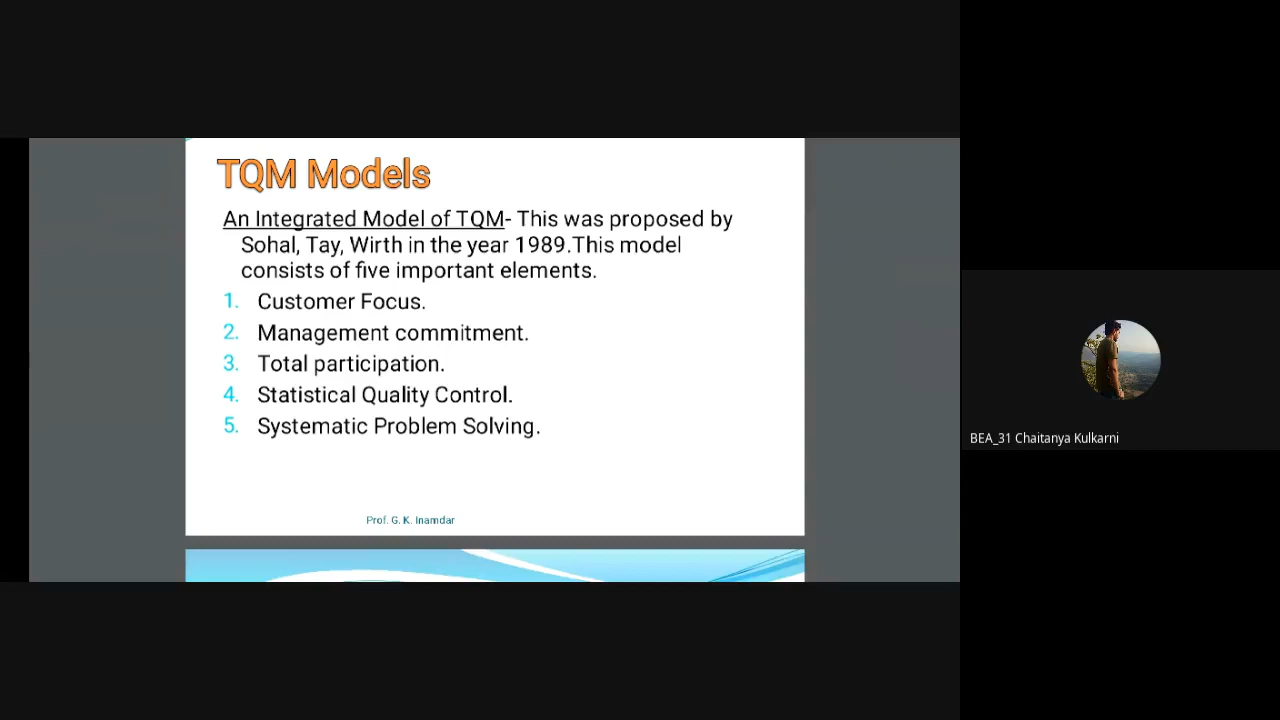 TQM Models
An Integrated Model of TQM- This was proposed by
Sohal, Tay, Wirth in the year 1989.This model
consists of five important elements.
1. Customer Focus.
2. Management commitment.
3. Total participation.
4. Statistical Quality Control.
5. Systematic Problem Solving.
Prof. G. K. Inamdar
BEA_31 Chaitanya Kulkarni